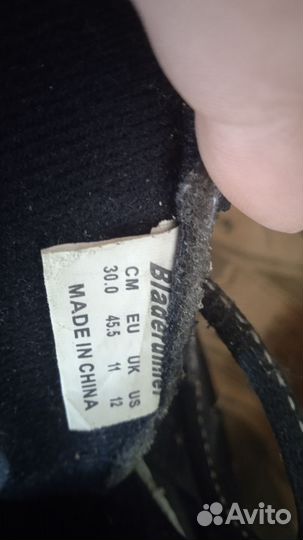 Bladerunner
CM EU UK US
30.0 45.5 11 12
MADE IN CHINA
Avito